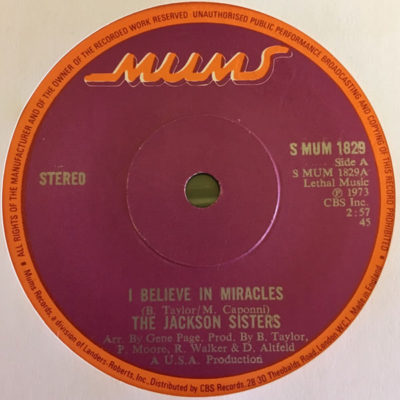 ALL RIGHTS OF THE MANUFACTURER AND OF THE OWNER OF THE RECORDED WORK RESERVED UNAUTHORISED PUBLIC PERFORMANCE BROADCASTING AND COPYING OF THIS RECORD PROHIBITED
MUMS
S MUM 1829
Side A
STEREO
S MUM 1829A
Lethal Music
Ⓟ 1973
CBS Inc.
2:57
45
I BELIEVE IN MIRACLES
(B. Taylor/M. Caponni)
THE JACKSON SISTERS
Arr. By Gene Page. Prod. By B. Taylor,
P. Moore, R. Walker & D. Altfeld
A U.S.A. Production
Mums Records, a division of Landers-Roberts, Inc., Distributed by CBS Records, 28-30 Theobalds Road, London, W.C.1. Made in England.